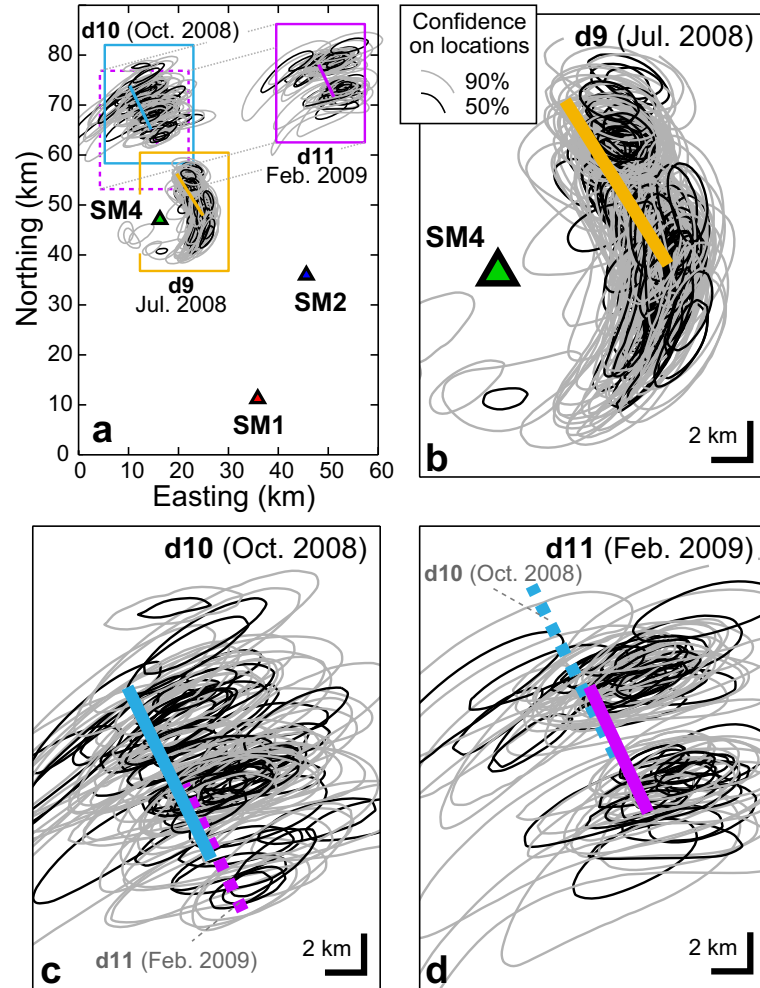 d10 (Oct. 2008)
90
80
70
60
50
40
30
20
10
0
Northing (km)
d11
Feb. 2009
SM4
d9
Jul. 2008
SM2
SM1
a
0 10 20 30 40 50 60
Easting (km)
Confidence
on locations
90%
50%
d9 (Jul. 2008)
SM4
2 km
b
d10 (Oct. 2008)
2 km
d11 (Feb. 2009)
c
d11 (Feb. 2009)
d10 (Oct. 2008)
2 km
d